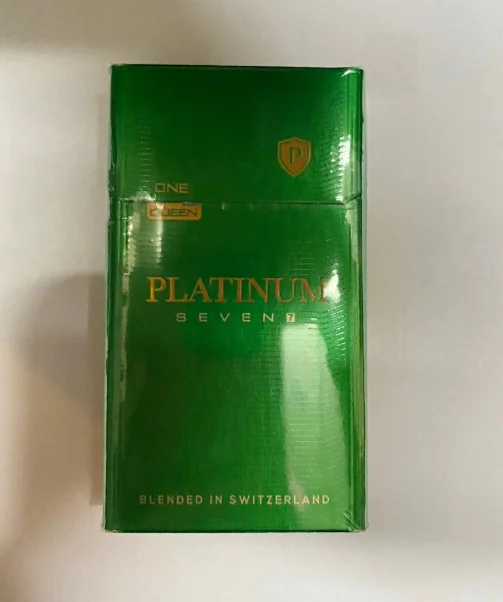 P
ONE
QUEEN
PLATINUM
SEVEN 7
BLENDED IN SWITZERLAND